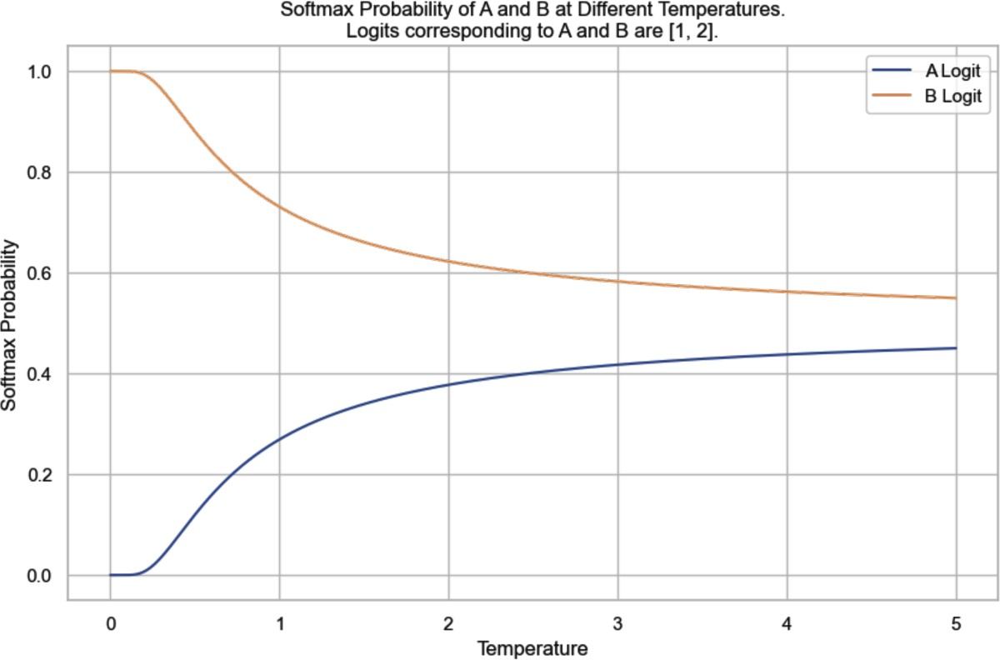 Softmax Probability of A and B at Different Temperatures.
Logits corresponding to A and B are [1, 2].
A Logit
B Logit
1.0
0.8
0.6
0.4
0.2
0.0
Softmax Probability
0 1 2 3 4 5
Temperature